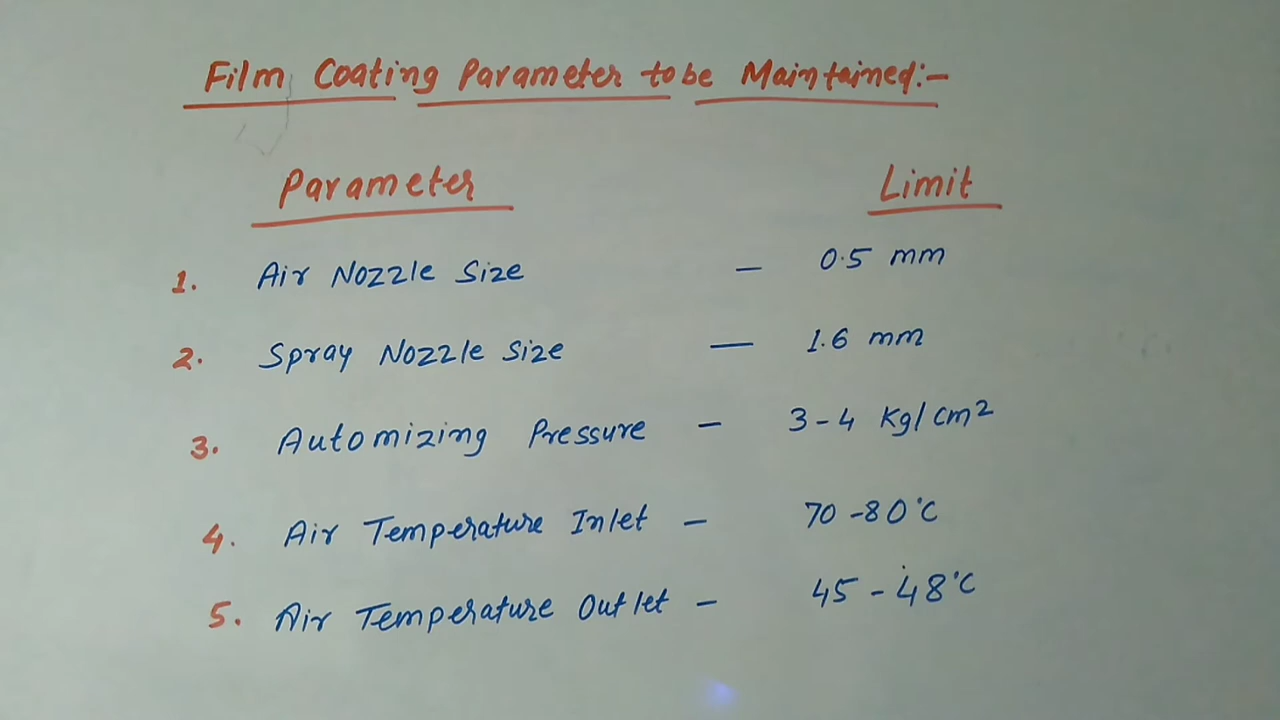 Film Coating Parameter to be Maintained:-
Parameter Limit
1. Air Nozzle Size - 0.5 mm
2. Spray Nozzle Size - 1.6 mm
3. Automizing Pressure - 3-4 Kg/cm²
4. Air Temperature Inlet - 70-80°C
5. Air Temperature Outlet - 45-48°C